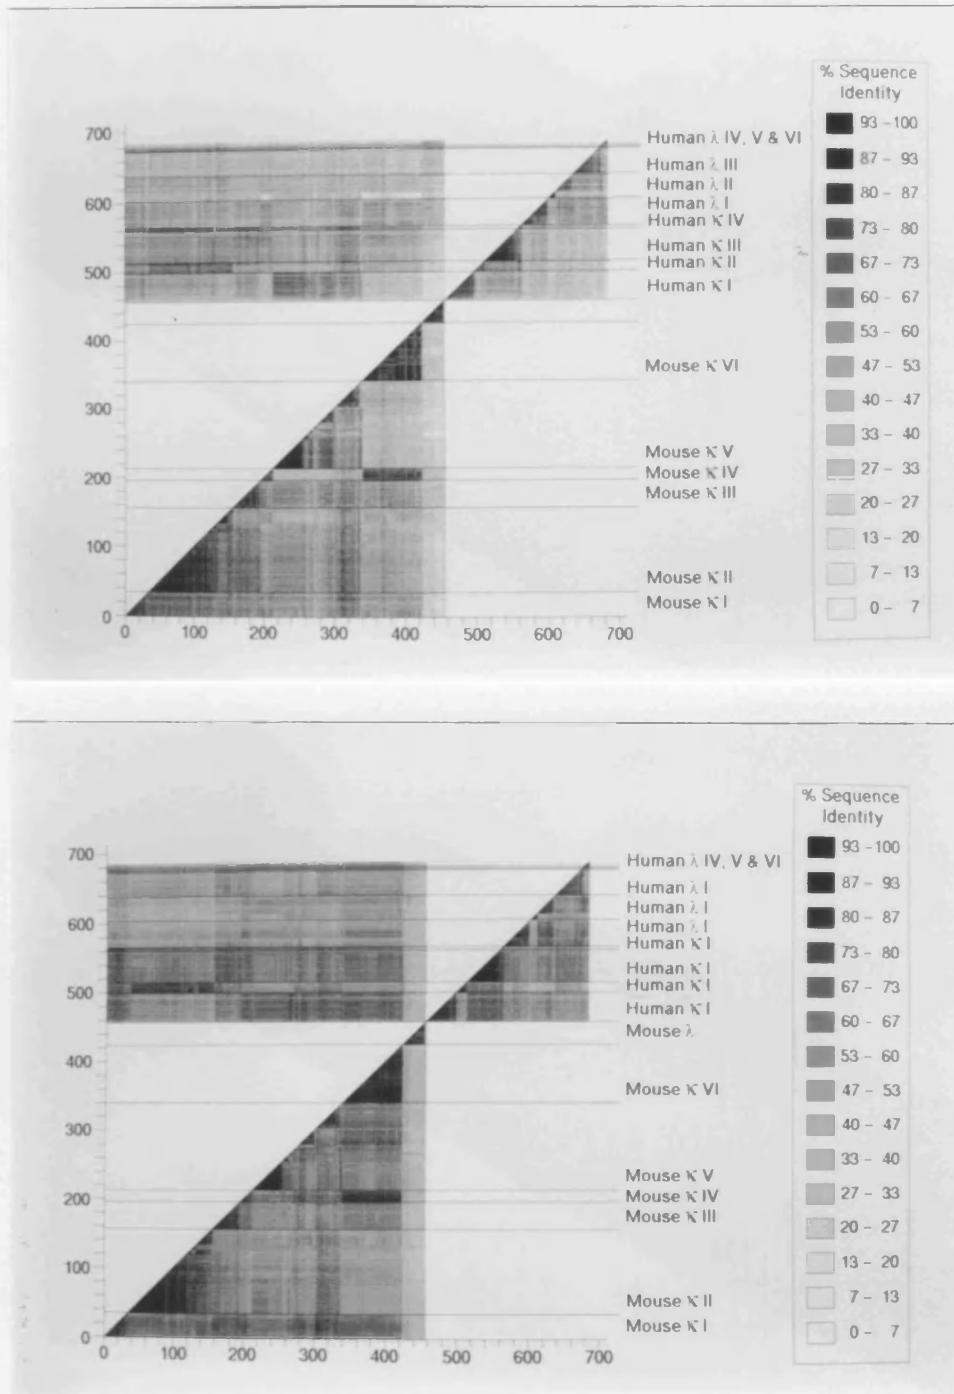 % Sequence
Identity
93 - 100
87 - 93
80 - 87
73 - 80
67 - 73
60 - 67
53 - 60
47 - 53
40 - 47
33 - 40
27 - 33
20 - 27
13 - 20
7 - 13
0 - 7
700
600
500
400
300
200
100
0
0 100 200 300 400 500 600 700
Human λ IV, V & VI
Human λ III
Human λ II
Human λ I
Human κ IV
Human κ III
Human κ II
Human κ I
Mouse κ VI
Mouse κ V
Mouse κ IV
Mouse κ III
Mouse κ II
Mouse κ I
% Sequence
Identity
93 - 100
87 - 93
80 - 87
73 - 80
67 - 73
60 - 67
53 - 60
47 - 53
40 - 47
33 - 40
27 - 33
20 - 27
13 - 20
7 - 13
0 - 7
700
600
500
400
300
200
100
0
0 100 200 300 400 500 600 700
Human λ IV, V & VI
Human λ I
Human λ I
Human λ I
Human κ I
Human κ I
Human κ I
Human κ I
Mouse λ
Mouse κ VI
Mouse κ V
Mouse κ IV
Mouse κ III
Mouse κ II
Mouse κ I